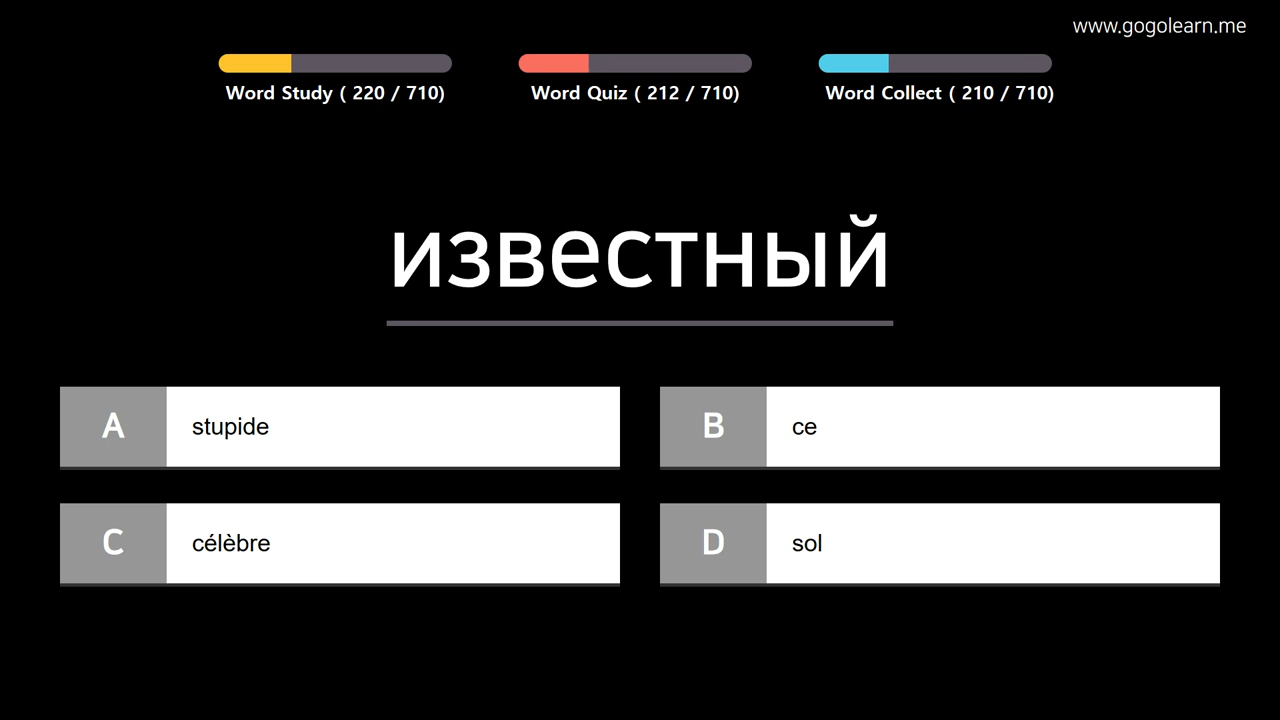 www.gogolearn.me
Word Study ( 220 / 710)
Word Quiz ( 212 / 710)
Word Collect ( 210 / 710)
известный
A stupide
B ce
C célèbre
D sol